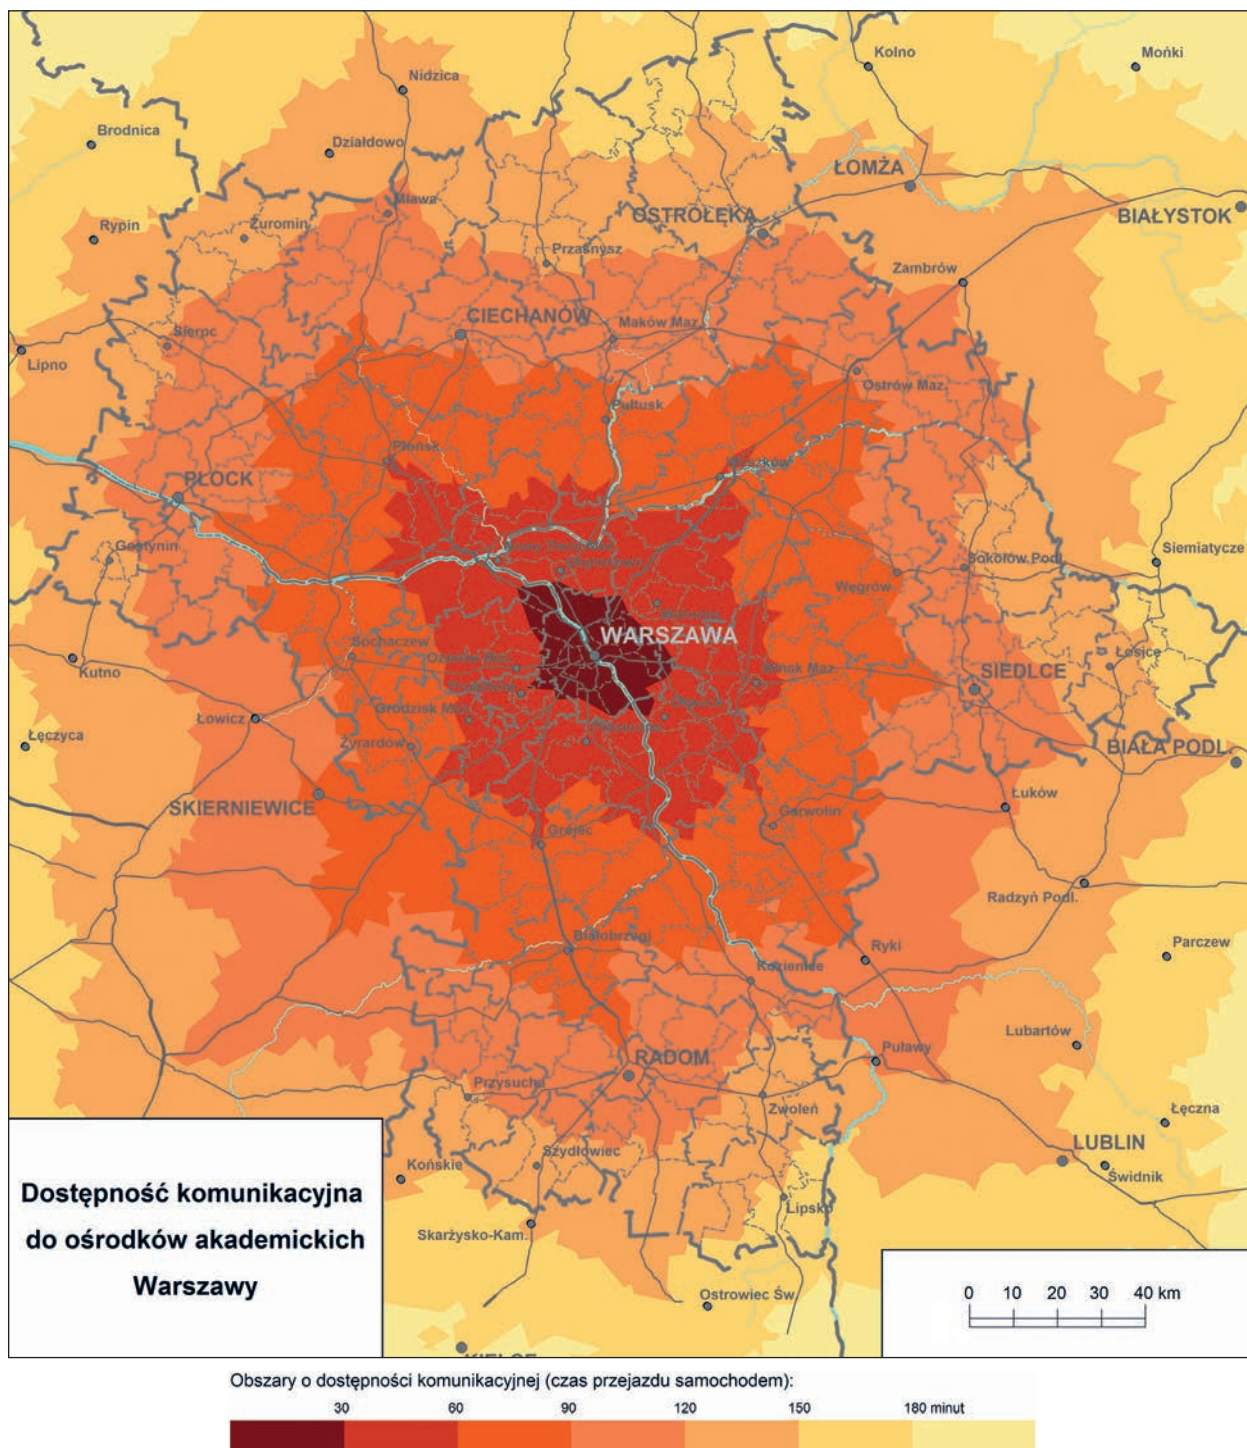 Kolno
Mońki
Nidzica
Brodnica
Działdowo
ŁOMŻA
Mława
OSTROŁĘKA
BIAŁYSTOK
Rypin
Żuromin
Przasnysz
Zambrów
CIECHANÓW
Maków Maz.
Sierpc
Lipno
Ostrów Maz.
Pułtusk
Płońsk
Wyszków
PŁOCK
Gostynin
Siemiatycze
Sokołów Podl.
Węgrów
WARSZAWA
Sochaczew
Kutno
Mińsk Maz.
Łosice
SIEDLCE
Łowicz
Grodzisk Maz.
Łęczyca
Żyrardów
BIAŁA PODL.
SKIERNIEWICE
Łuków
Garwolin
Grójec
Radzyń Podl.
Białobrzegi
Ryki
Parczew
Kozienice
Lubartów
RADOM
Puławy
Przysucha
Zwoleń
Łęczna
LUBLIN
Świdnik
Szydłowiec
Końskie
Lipsko
Skarżysko-Kam.
Ostrowiec Św.
KIELCE
Dostępność komunikacyjna
do ośrodków akademickich
Warszawy
0 10 20 30 40 km
Obszary o dostępności komunikacyjnej (czas przejazdu samochodem):
30 60 90 120 150 180 minut